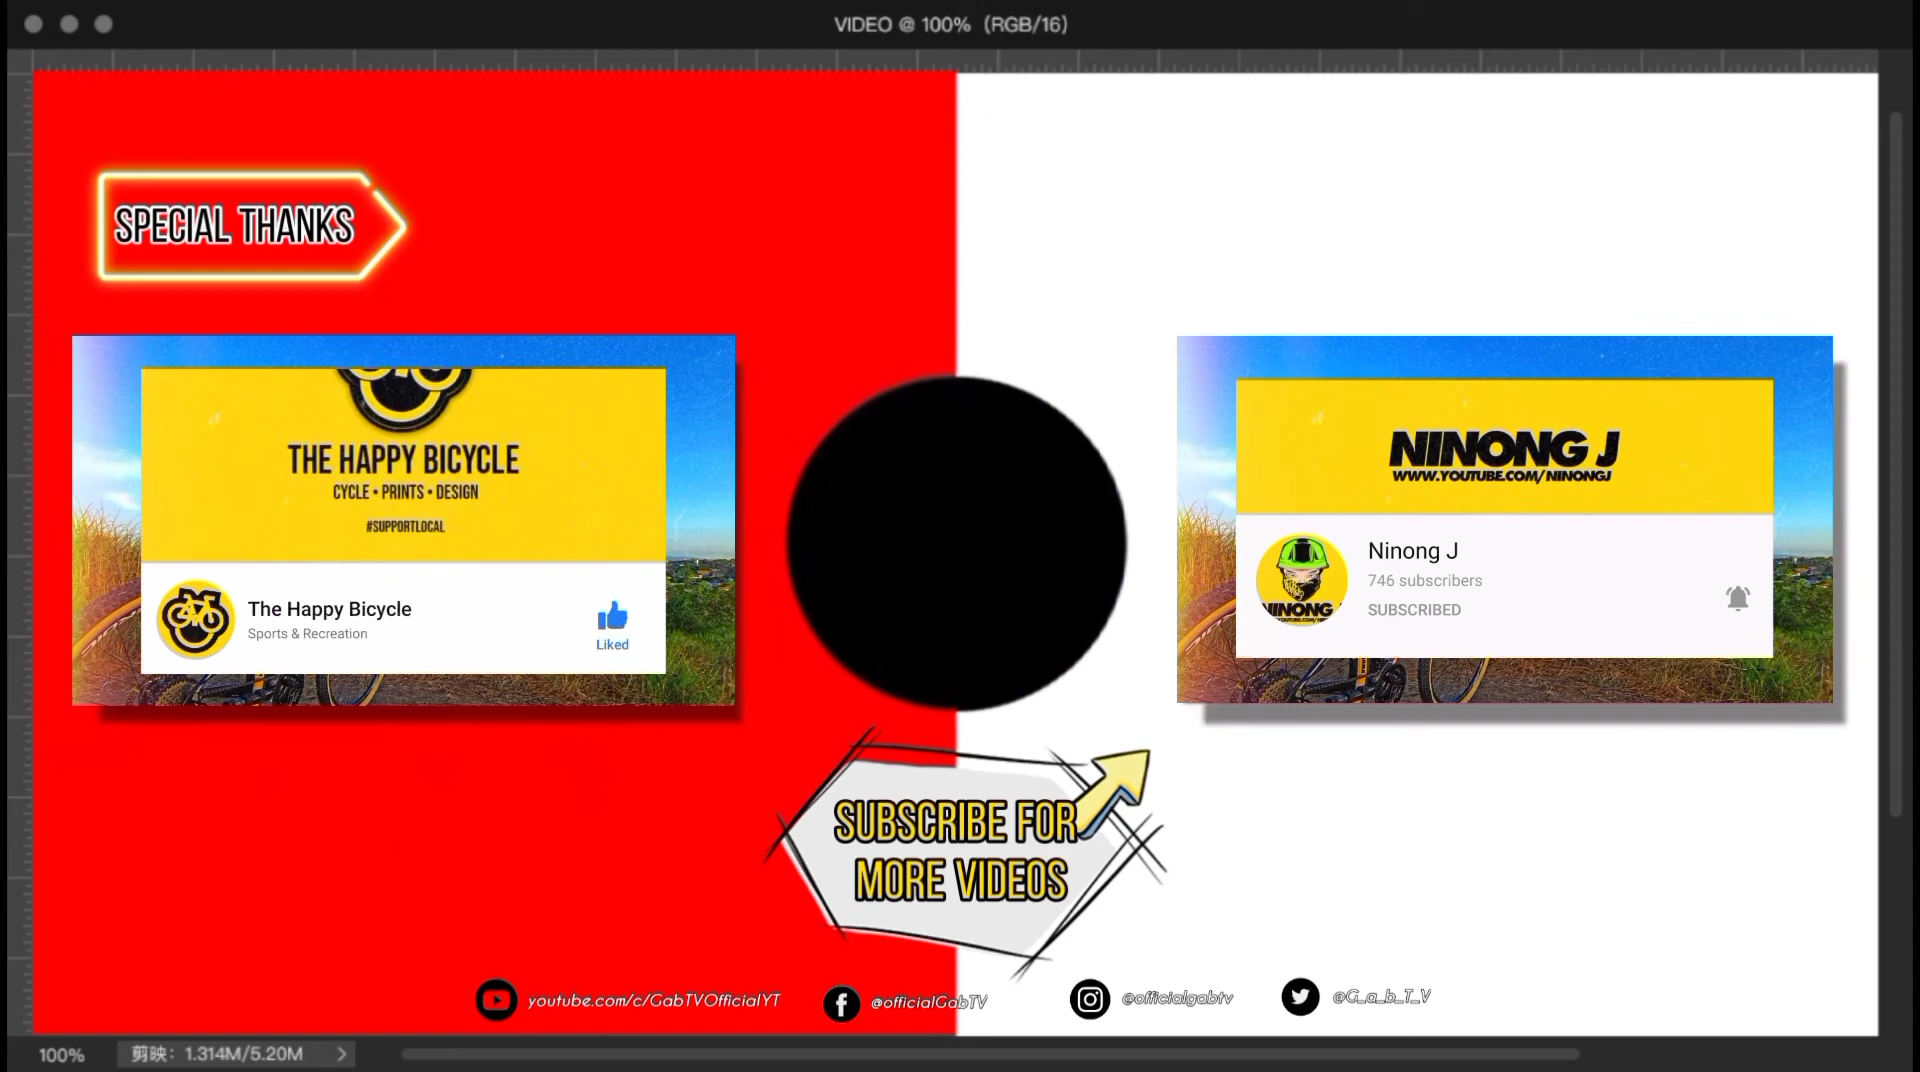 VIDEO @ 100% (RGB/16)
SPECIAL THANKS
THE HAPPY BICYCLE
CYCLE • PRINTS • DESIGN
#SUPPORTLOCAL
The Happy Bicycle
Sports & Recreation
Liked
NINONG J
WWW.YOUTUBE.COM/NINONGJ
NINONG J
Ninong J
746 subscribers
SUBSCRIBED
SUBSCRIBE FOR
MORE VIDEOS
youtube.com/c/GabTVOfficialYT
@officialGabTV
@officialgabtv
@G_a_b_T_V
100%
剪映: 1.314M/5.20M